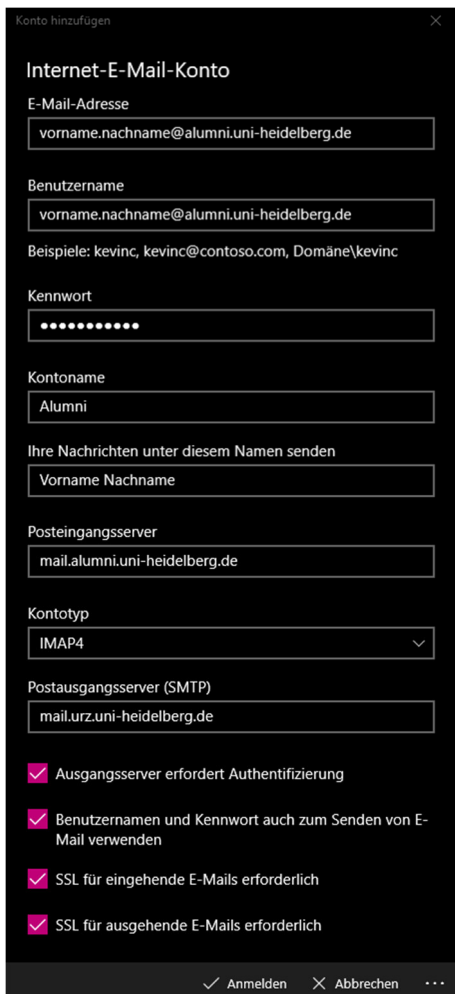 Konto hinzufügen
Internet-E-Mail-Konto
E-Mail-Adresse
vorname.nachname@alumni.uni-heidelberg.de
Benutzername
vorname.nachname@alumni.uni-heidelberg.de
Beispiele: kevinc, kevinc@contoso.com, Domäne\kevinc
Kennwort
●●●●●●●●●●●
Kontoname
Alumni
Ihre Nachrichten unter diesem Namen senden
Vorname Nachname
Posteingangsserver
mail.alumni.uni-heidelberg.de
Kontotyp
IMAP4
Postausgangsserver (SMTP)
mail.urz.uni-heidelberg.de
Ausgangsserver erfordert Authentifizierung
Benutzernamen und Kennwort auch zum Senden von E-
Mail verwenden
SSL für eingehende E-Mails erforderlich
SSL für ausgehende E-Mails erforderlich
Anmelden Abbrechen ...